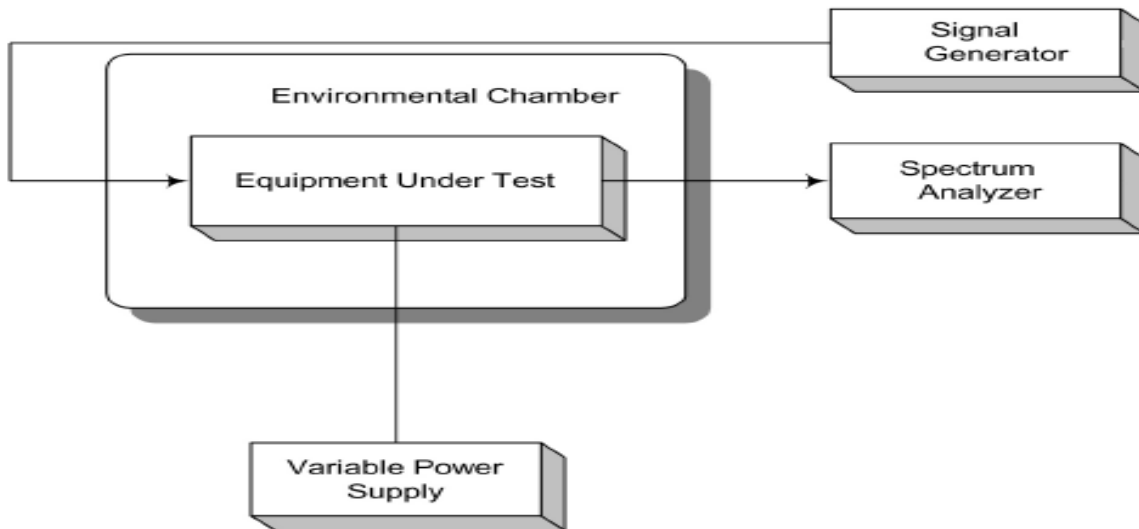 Signal
Generator
Environmental Chamber
Equipment Under Test
Spectrum
Analyzer
Variable Power
Supply